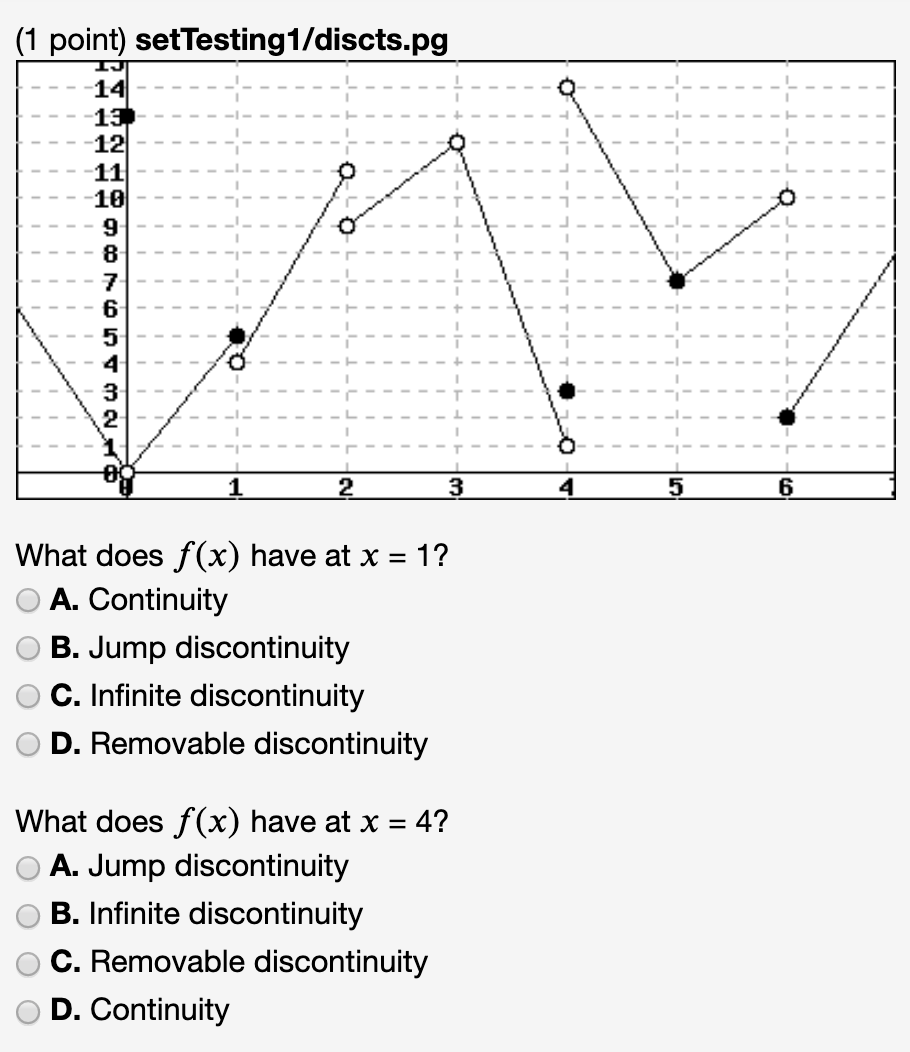 (1 point) setTesting1/discts.pg
14
13
12
11
10
9
8
7
6
5
4
3
2
1
0
0 1 2 3 4 5 6
What does f(x) have at x = 1?
A. Continuity
B. Jump discontinuity
C. Infinite discontinuity
D. Removable discontinuity
What does f(x) have at x = 4?
A. Jump discontinuity
B. Infinite discontinuity
C. Removable discontinuity
D. Continuity